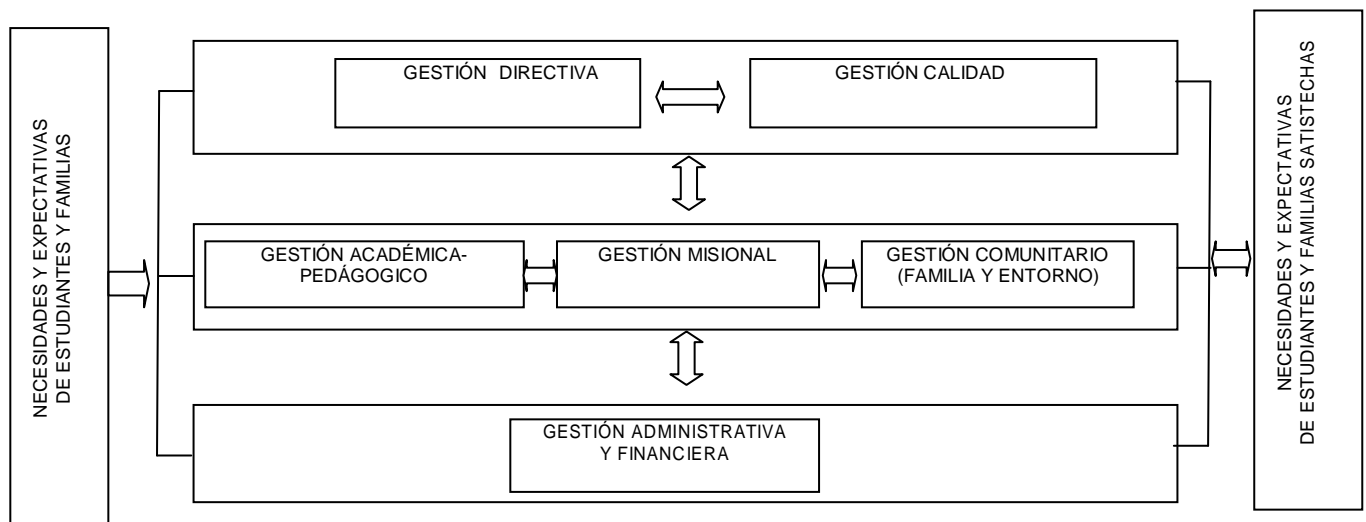 NECESIDADES Y EXPECTATIVAS
DE ESTUDIANTES Y FAMILIAS
GESTIÓN DIRECTIVA
GESTIÓN CALIDAD
GESTIÓN ACADÉMICA-
PEDÁGOGICO
GESTIÓN MISIONAL
GESTIÓN COMUNITARIO
(FAMILIA Y ENTORNO)
GESTIÓN ADMINISTRATIVA
Y FINANCIERA
NECESIDADES Y EXPECTATIVAS
DE ESTUDIANTES Y FAMILIAS SATISTECHAS